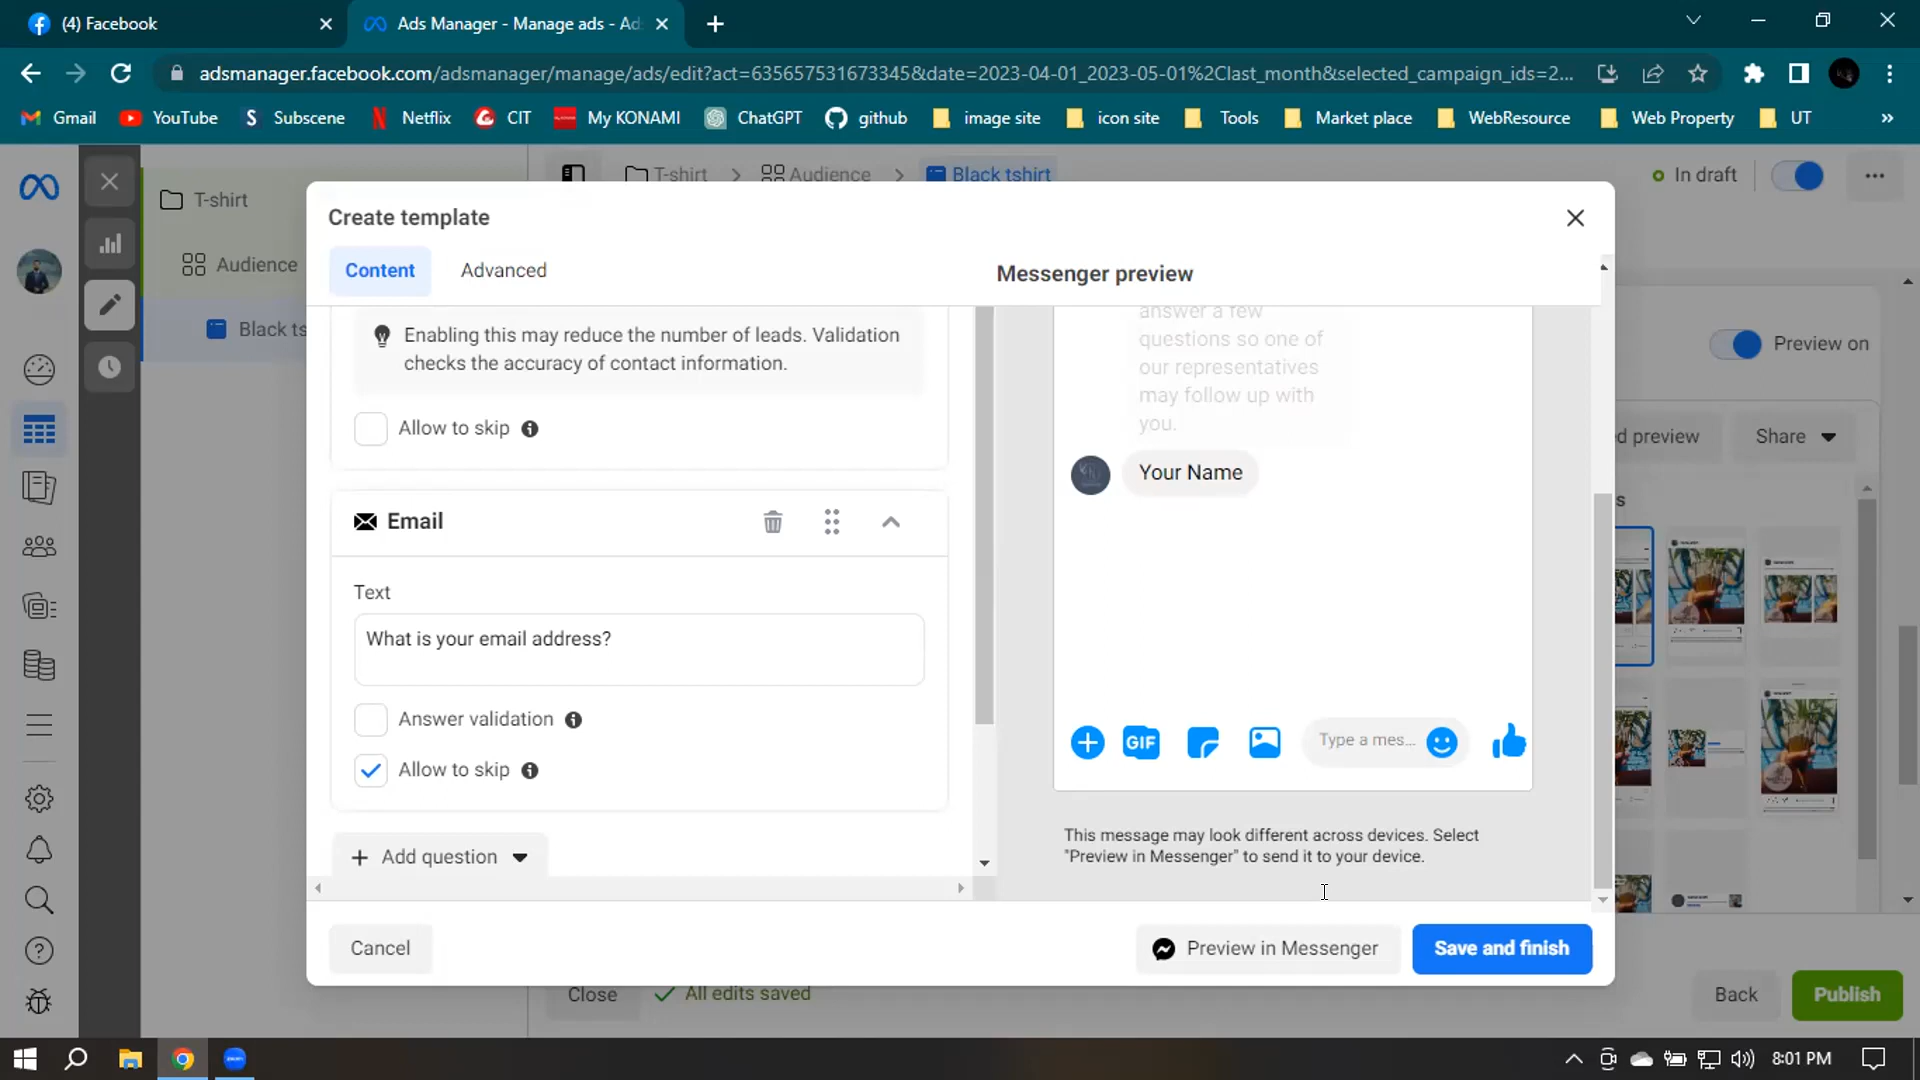 (4) Facebook
Ads Manager - Manage ads - Ad
adsmanager.facebook.com/adsmanager/manage/ads/edit?act=635657531673345&date=2023-04-01_2023-05-01%2Clast_month&selected_campaign_ids=2...
Gmail
YouTube
Subscene
Netflix
CIT
My KONAMI
ChatGPT
github
image site
icon site
Tools
Market place
WebResource
Web Property
UT
»
T-shirt
Audience
Black ts
T-shirt > Audience > Black tshirt
In draft
Preview on
d preview
Share
s
Create template
Content
Advanced
Messenger preview
Enabling this may reduce the number of leads. Validation
checks the accuracy of contact information.
Allow to skip
Email
Text
What is your email address?
Answer validation
Allow to skip
+ Add question
answer a few
questions so one of
our representatives
may follow up with
you.
Your Name
GIF
Type a mes...
This message may look different across devices. Select
"Preview in Messenger" to send it to your device.
Cancel
Preview in Messenger
Save and finish
Close
All edits saved
Back
Publish
8:01 PM